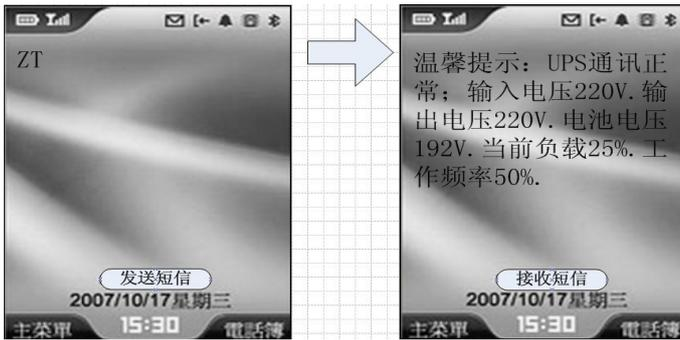 ZT
发送短信
2007/10/17星期三
主菜單 15:30 電話簿
温馨提示：UPS通讯正
常；输入电压220V.输
出电压220V.电池电压
192V.当前负载25%.工
作频率50%.
接收短信
2007/10/17星期三
主菜單 15:30 電話簿